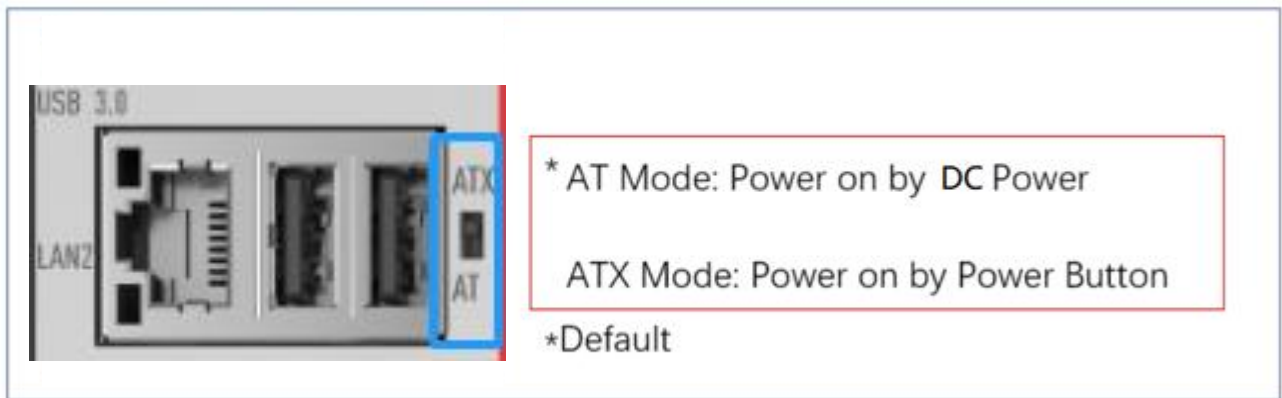 USB 3.0
ATX
LAN2
AT
* AT Mode: Power on by DC Power
ATX Mode: Power on by Power Button
*Default